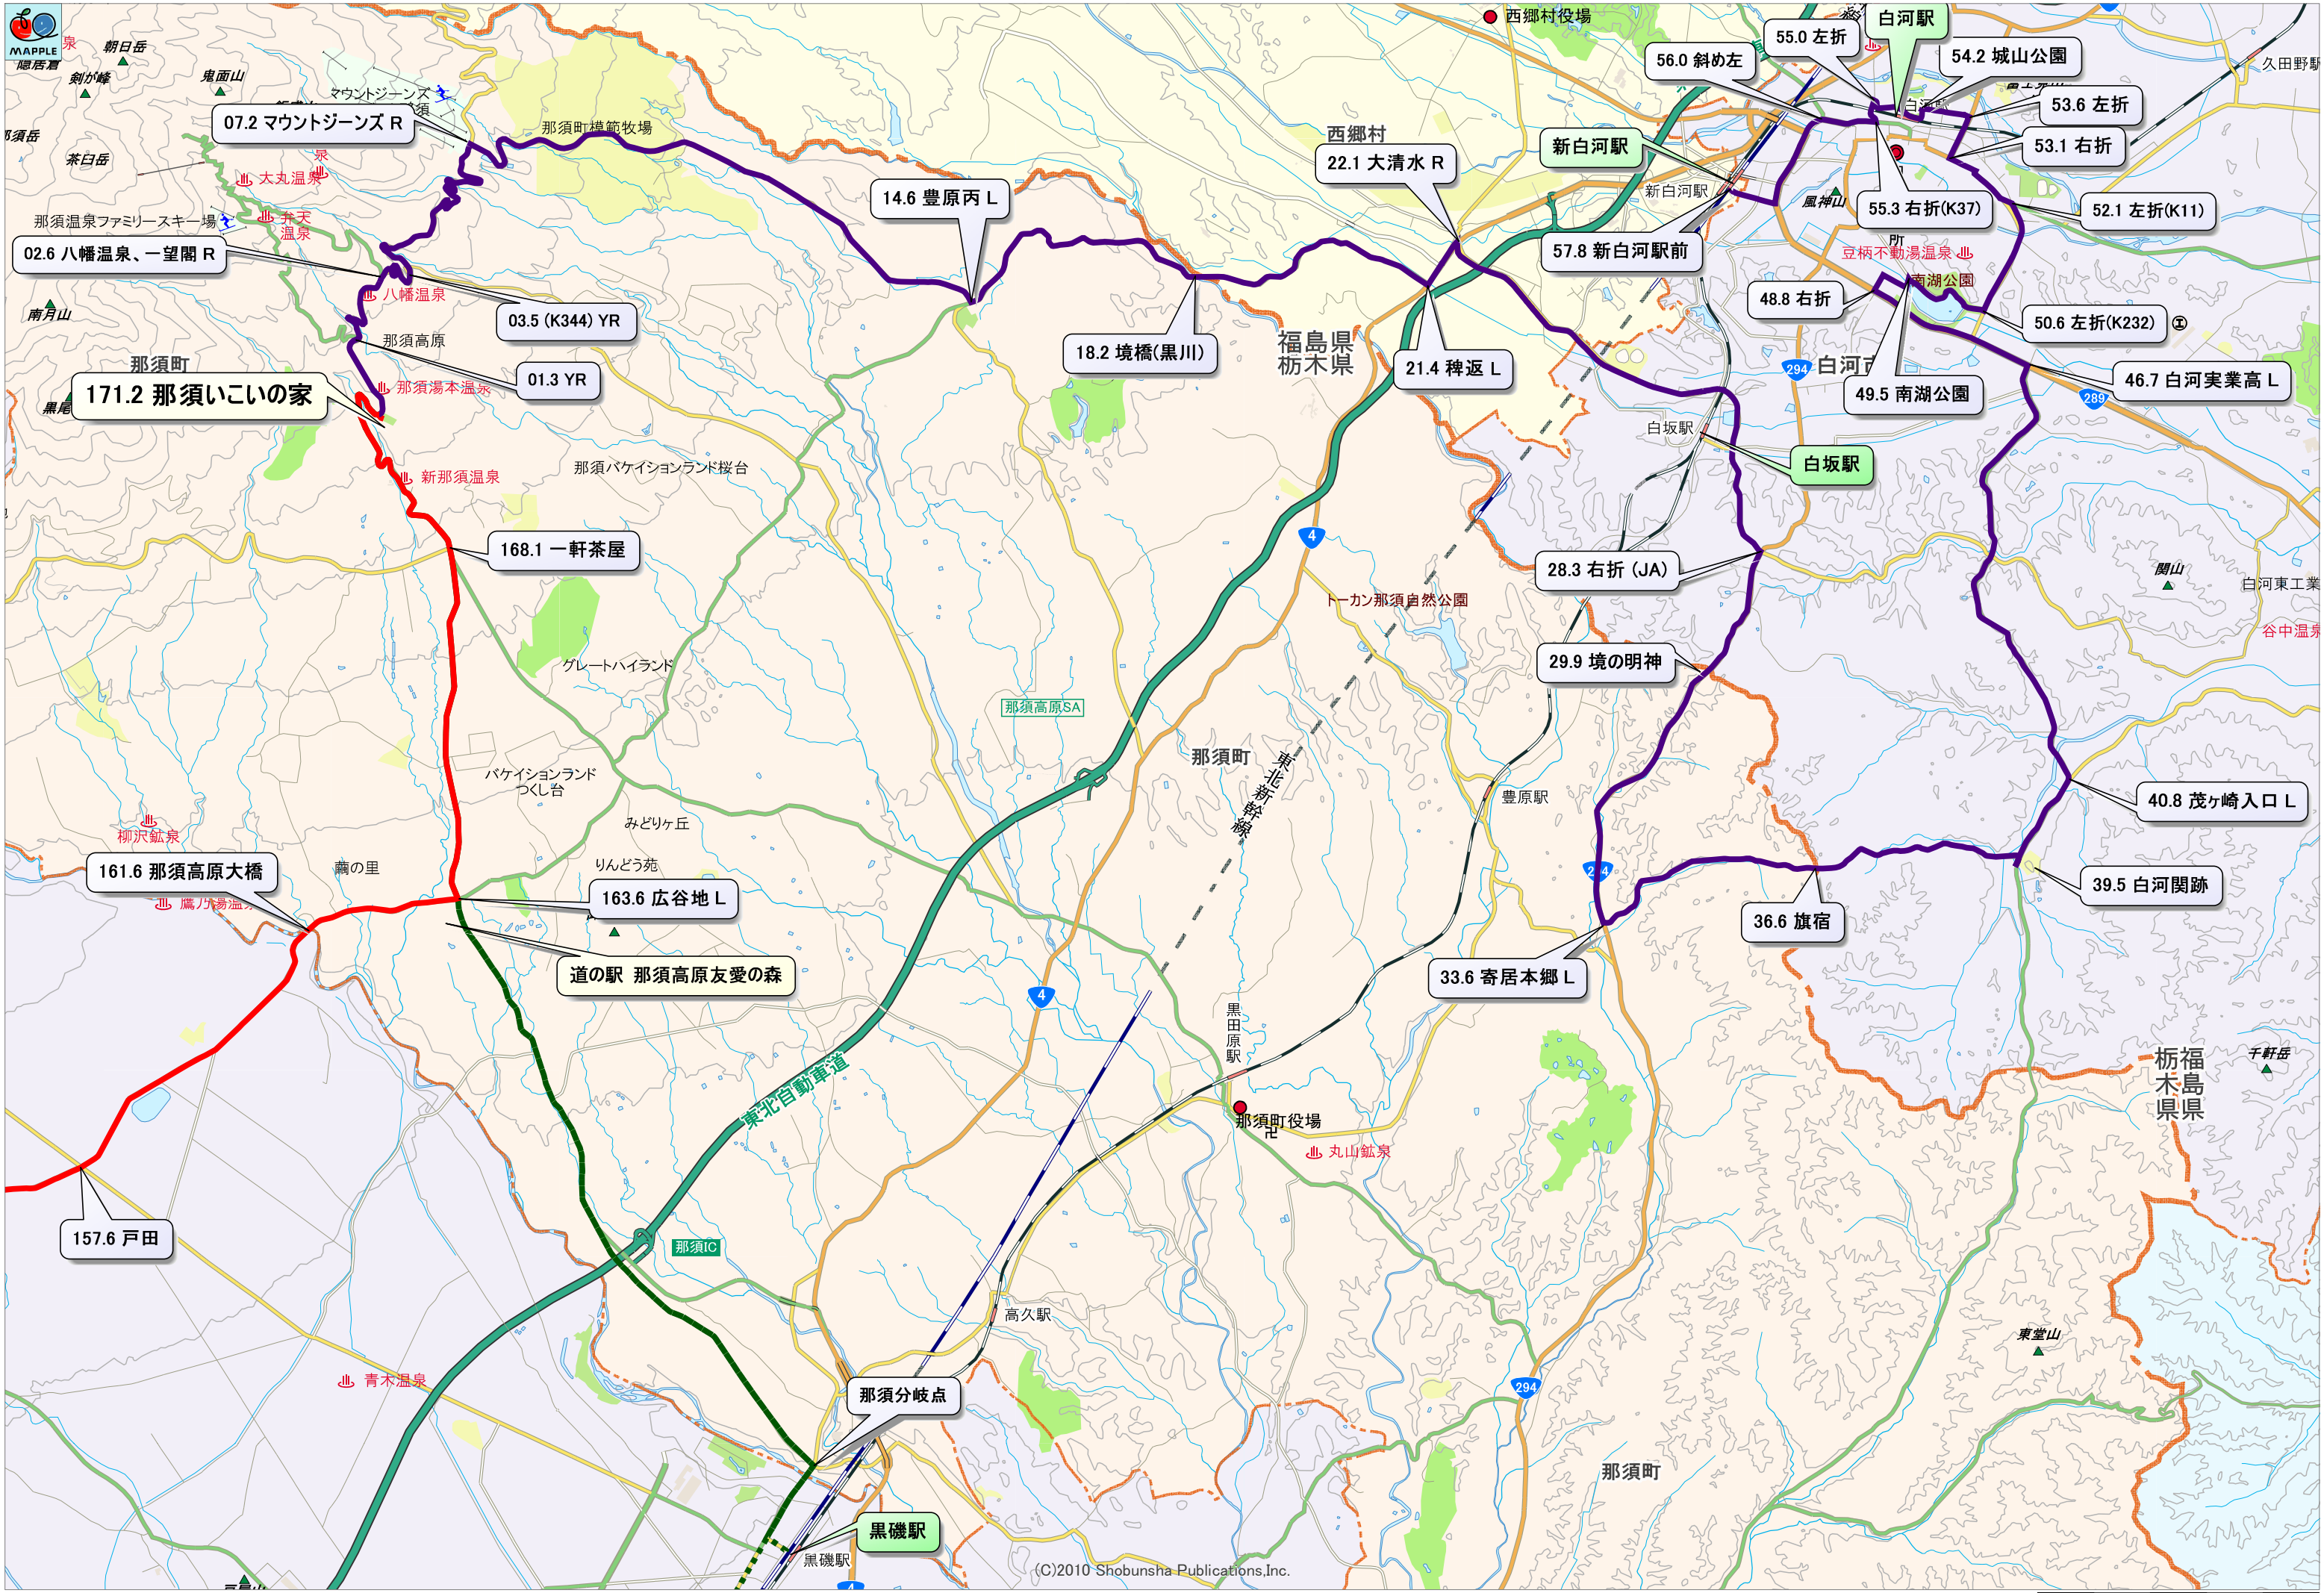 MAPPLE
泉
朝日岳
隠居倉
剣が峰
鬼面山
マウントジーンズ
那須
07.2 マウントジーンズ R
那須町模範牧場
茶臼岳
大丸温泉
泉
那須温泉ファミリースキー場
弁天
温泉
02.6 八幡温泉、一望閣 R
八幡温泉
03.5 (K344) YR
南月山
那須高原
那須町
01.3 YR
171.2 那須いこいの家
那須湯本温泉
黒尾
新那須温泉
那須バケイションランド桜台
168.1 一軒茶屋
グレートハイランド
バケイションランド
つくし台
みどりヶ丘
柳沢鉱泉
161.6 那須高原大橋
繭の里
りんどう苑
163.6 広谷地 L
道の駅 那須高原友愛の森
157.6 戸田
青木温泉
那須IC
東北自動車道
那須高原SA
高久駅
那須分岐点
黒磯駅
黒磯駅
4
(C)2010 Shobunsha Publications,Inc.
西郷村役場
西郷村
22.1 大清水 R
14.6 豊原丙 L
18.2 境橋(黒川)
福島県
栃木県
21.4 稗返 L
4
トーカン那須自然公園
那須町
東北新幹線
豊原駅
4
黒田原駅
那須町役場
丸山鉱泉
294
那須町
白河駅
55.0 左折
56.0 斜め左
54.2 城山公園
久田野駅
53.6 左折
53.1 右折
新白河駅
新白河駅
風神山
55.3 右折(K37)
52.1 左折(K11)
所
57.8 新白河駅前
豆柄不動湯温泉
南湖公園
48.8 右折
50.6 左折(K232)
294
白河市
49.5 南湖公園
46.7 白河実業高 L
289
白坂駅
白坂駅
28.3 右折 (JA)
関山
白河東工業
谷中温泉
29.9 境の明神
40.8 茂ヶ崎入口 L
294
39.5 白河関跡
36.6 旗宿
33.6 寄居本郷 L
福島県
栃木県
千軒岳
東堂山